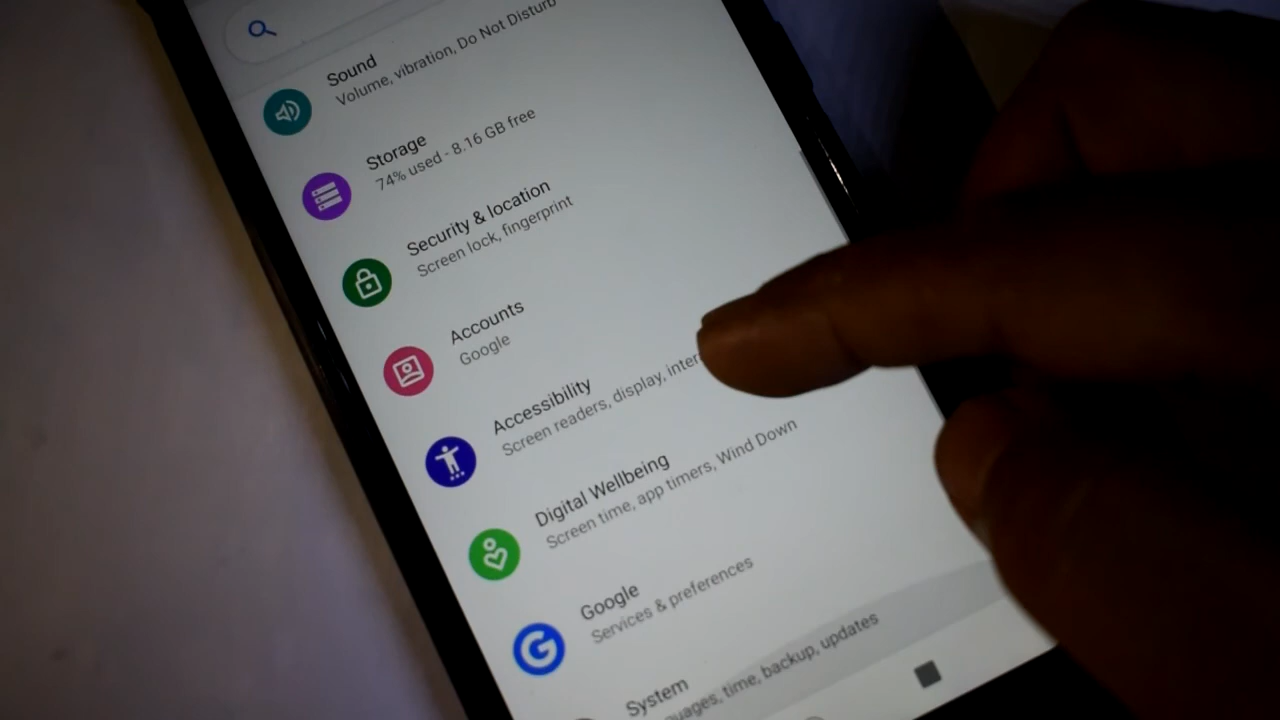 Sound
Volume, vibration, Do Not Disturb
Storage
74% used - 8.16 GB free
Security & location
Screen lock, fingerprint
Accounts
Google
Accessibility
Screen readers, display,
Digital Wellbeing
Screen time, app timers, Wind Down
Google
Services & preferences
System
time, backup, updates